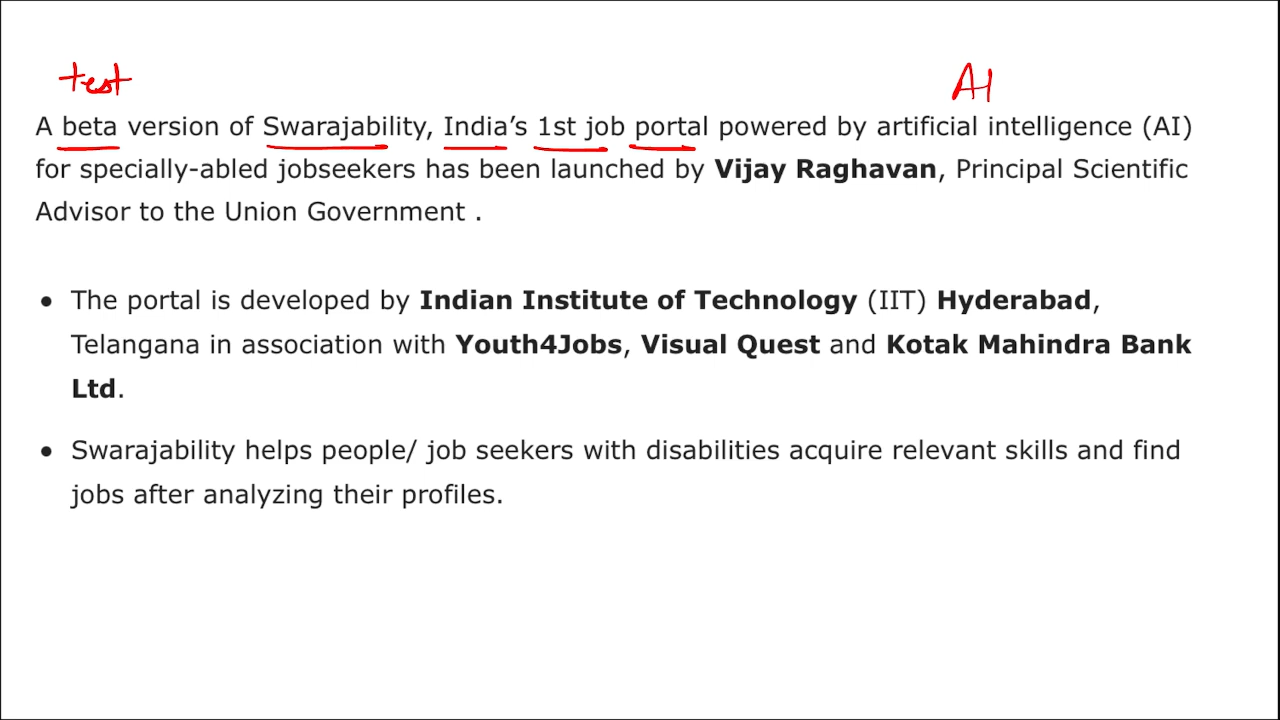 test AI
A beta version of Swarajability, India’s 1st job portal powered by artificial intelligence (AI)
for specially-abled jobseekers has been launched by Vijay Raghavan, Principal Scientific
Advisor to the Union Government .
• The portal is developed by Indian Institute of Technology (IIT) Hyderabad,
Telangana in association with Youth4Jobs, Visual Quest and Kotak Mahindra Bank
Ltd.
• Swarajability helps people/ job seekers with disabilities acquire relevant skills and find
jobs after analyzing their profiles.